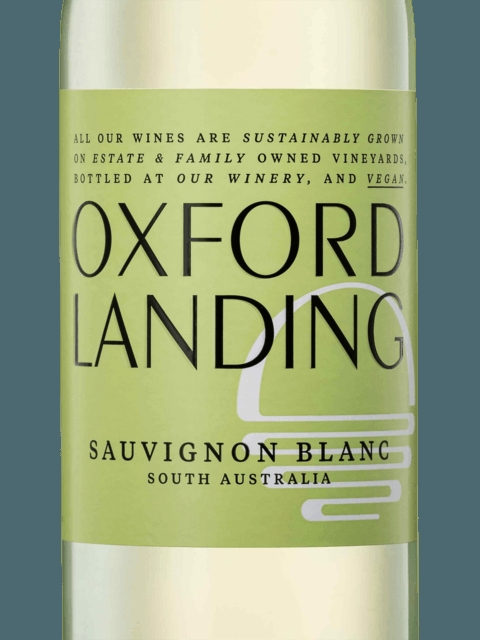 ALL OUR WINES ARE SUSTAINABLY GROWN
ON ESTATE & FAMILY OWNED VINEYARDS,
BOTTLED AT OUR WINERY, AND VEGAN.
OXFORD
LANDING
SAUVIGNON BLANC
SOUTH AUSTRALIA